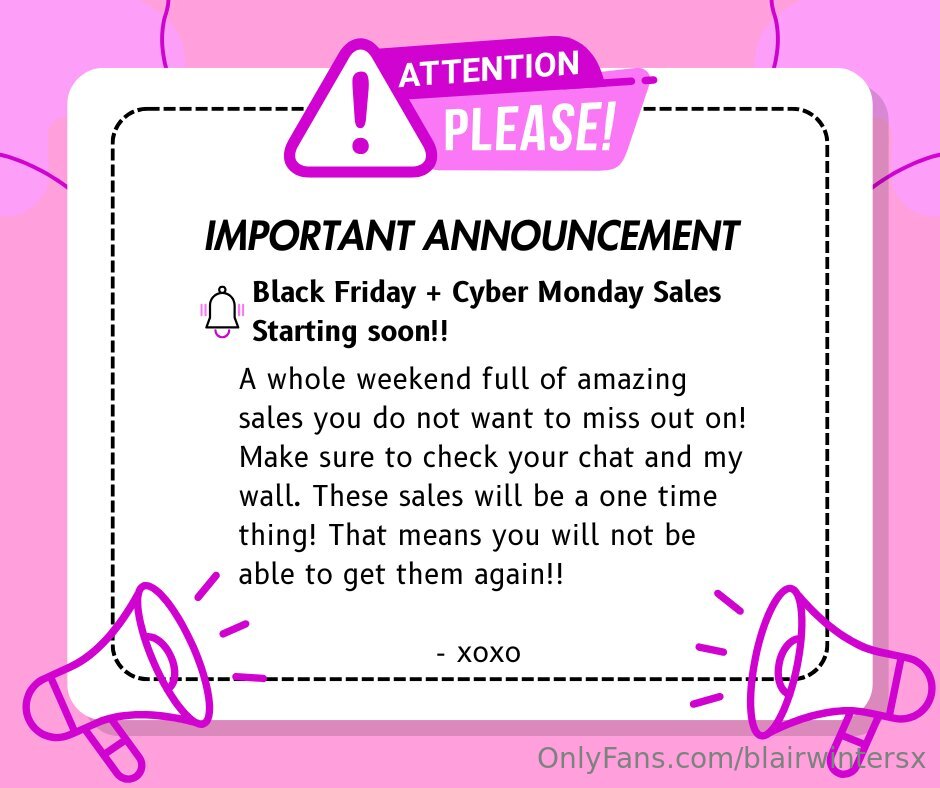 ATTENTION
PLEASE!
IMPORTANT ANNOUNCEMENT
Black Friday + Cyber Monday Sales
Starting soon!!
A whole weekend full of amazing
sales you do not want to miss out on!
Make sure to check your chat and my
wall. These sales will be a one time
thing! That means you will not be
able to get them again!!
- xoxo
OnlyFans.com/blairwintersx